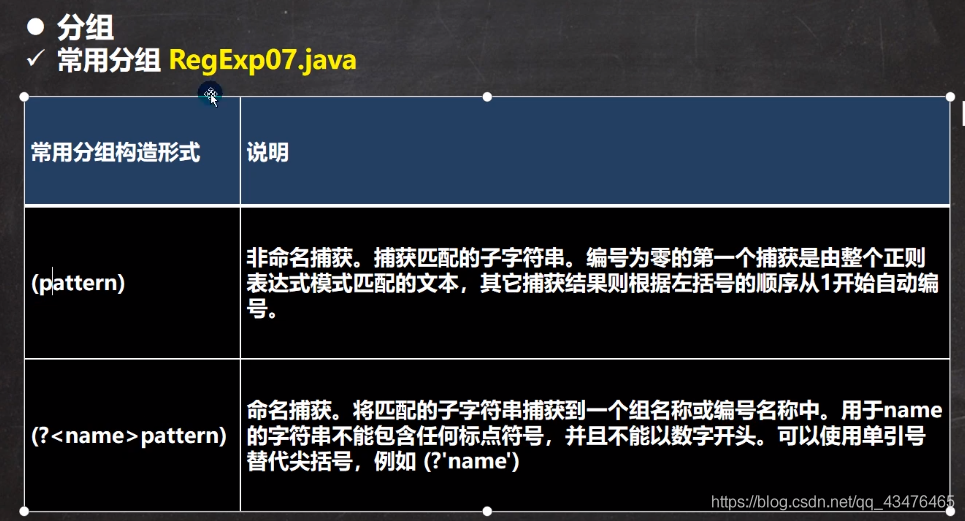 ● 分组
✓ 常用分组 RegExp07.java
常用分组构造形式
说明
(pattern)
非命名捕获。捕获匹配的子字符串。编号为零的第一个捕获是由整个正则
表达式模式匹配的文本，其它捕获结果则根据左括号的顺序从1开始自动编
号。
(?<name>pattern)
命名捕获。将匹配的子字符串捕获到一个组名称或编号名称中。用于name
的字符串不能包含任何标点符号，并且不能以数字开头。可以使用单引号
替代尖括号，例如 (?'name')
https://blog.csdn.net/qq_43476465